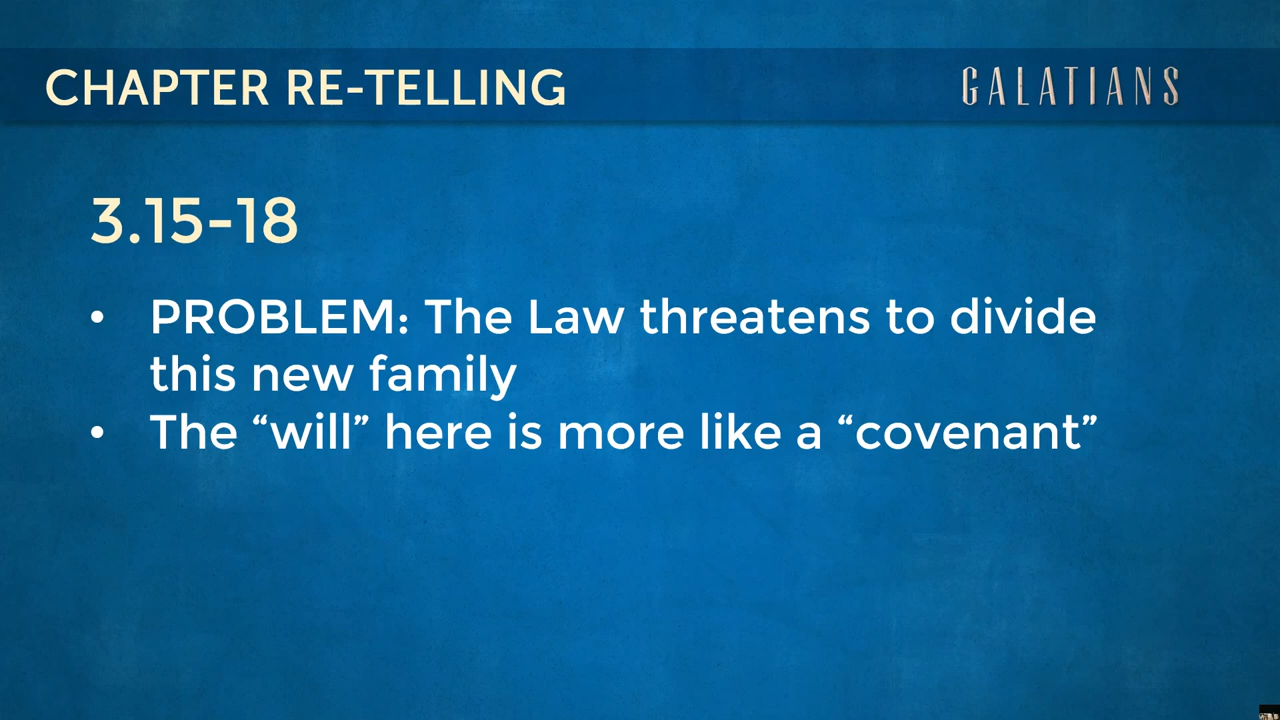 CHAPTER RE-TELLING
GALATIANS
3.15-18
• PROBLEM: The Law threatens to divide
this new family
• The “will” here is more like a “covenant”